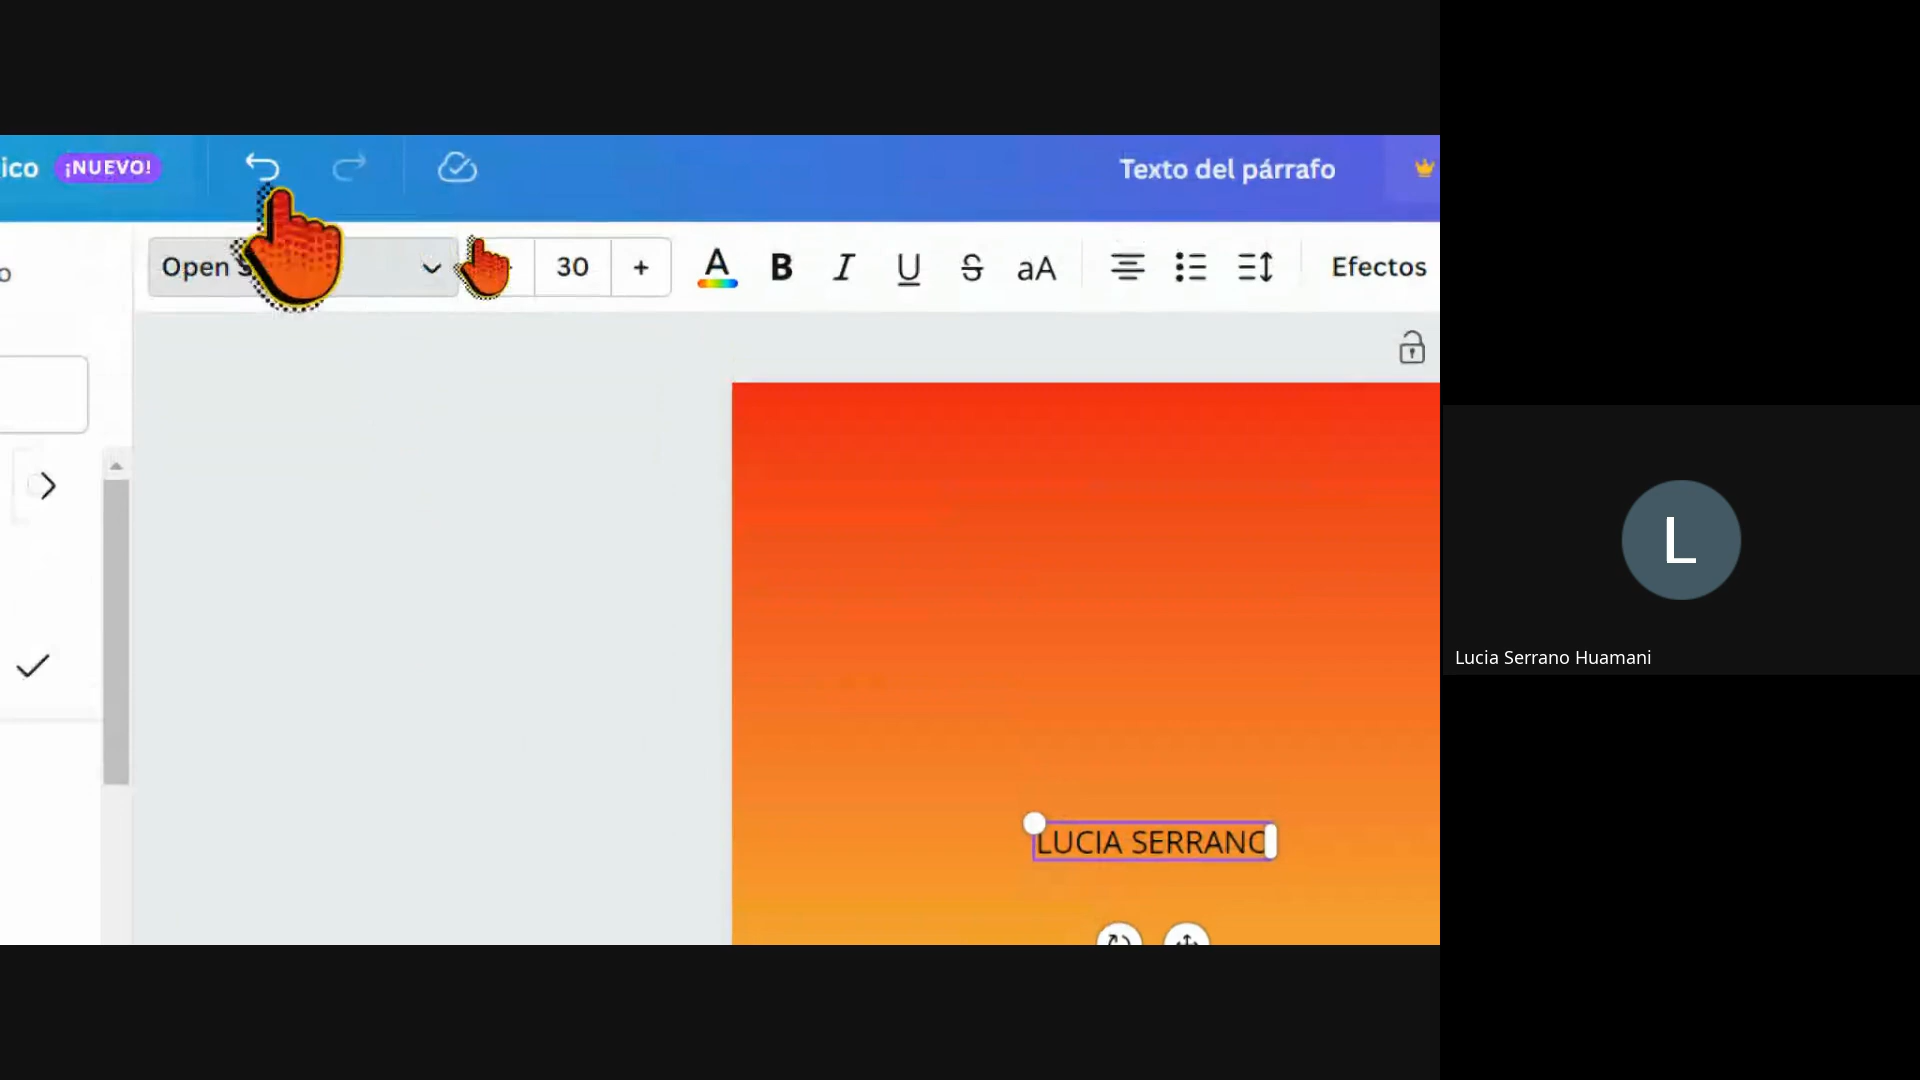 ico ¡NUEVO! Texto del párrafo
o
Open 30 + A B I U S aA Efectos
LUCIA SERRANO
L
Lucia Serrano Huamani